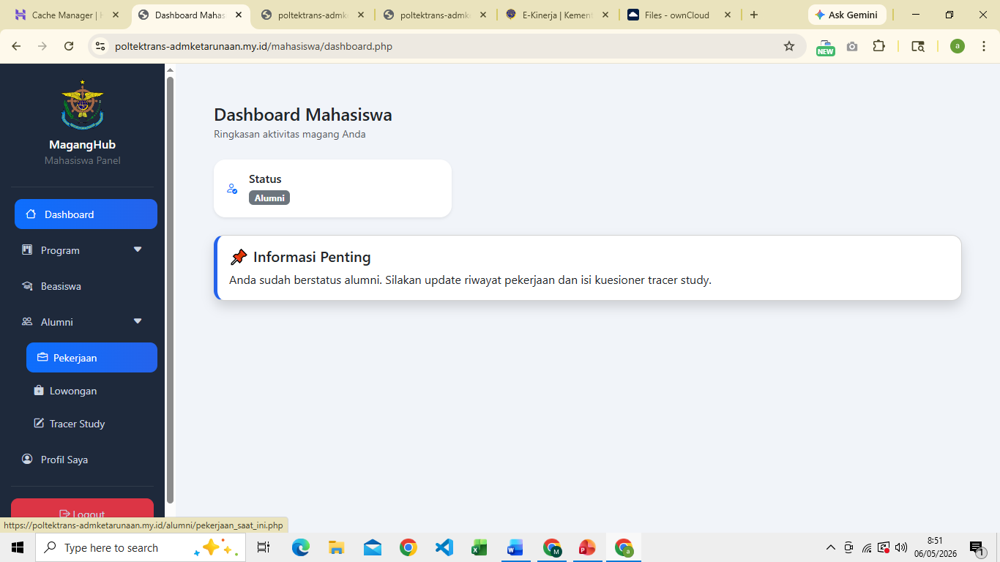 Cache Manager | H
Dashboard Mahas
poltektrans-admk
poltektrans-admk
E-Kinerja | Kement
Files - ownCloud
Ask Gemini
poltektrans-admketarunaan.my.id/mahasiswa/dashboard.php
NEW
a
MagangHub
Mahasiswa Panel
Dashboard
Program
Beasiswa
Alumni
Pekerjaan
Lowongan
Tracer Study
Profil Saya
Logout
Dashboard Mahasiswa
Ringkasan aktivitas magang Anda
Status
Alumni
Informasi Penting
Anda sudah berstatus alumni. Silakan update riwayat pekerjaan dan isi kuesioner tracer study.
https://poltektrans-admketarunaan.my.id/alumni/pekerjaan_saat_ini.php
Type here to search
M
a
8:51
06/05/2026
1